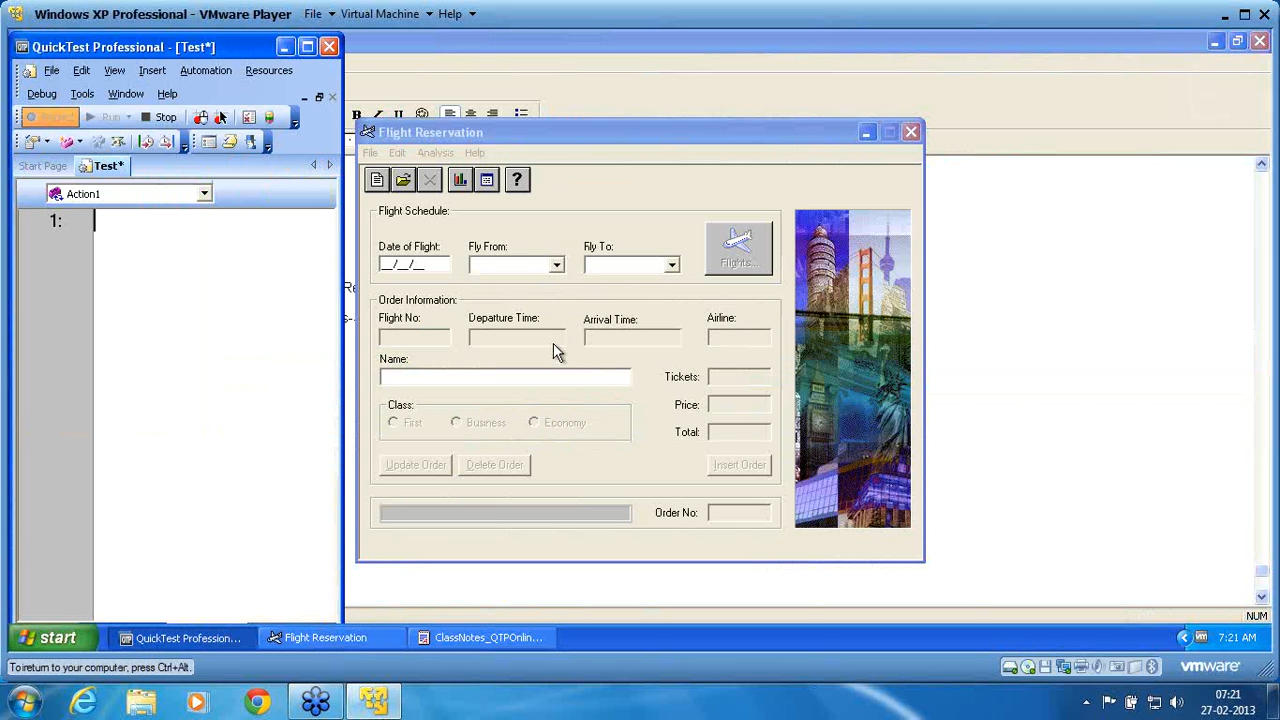 Windows XP Professional - VMware Player File Virtual Machine Help
QuickTest Professional - [Test*]
File Edit View Insert Automation Resources
Debug Tools Window Help
Run Stop
Start Page Test*
Action1
1:
Flight Reservation
File Edit Analysis Help
Flight Schedule:
Date of Flight: Fly From: Fly To:
__/__/__
Flights...
Order Information:
Flight No: Departure Time: Arrival Time: Airline:
Name:
Tickets:
Class:
Price:
First Business Economy
Total:
Update Order Delete Order Insert Order
Order No:
NUM
start QuickTest Profession... Flight Reservation ClassNotes_QTPOnlin... 7:21 AM
To return to your computer, press Ctrl+Alt. vmware
07:21
27-02-2013